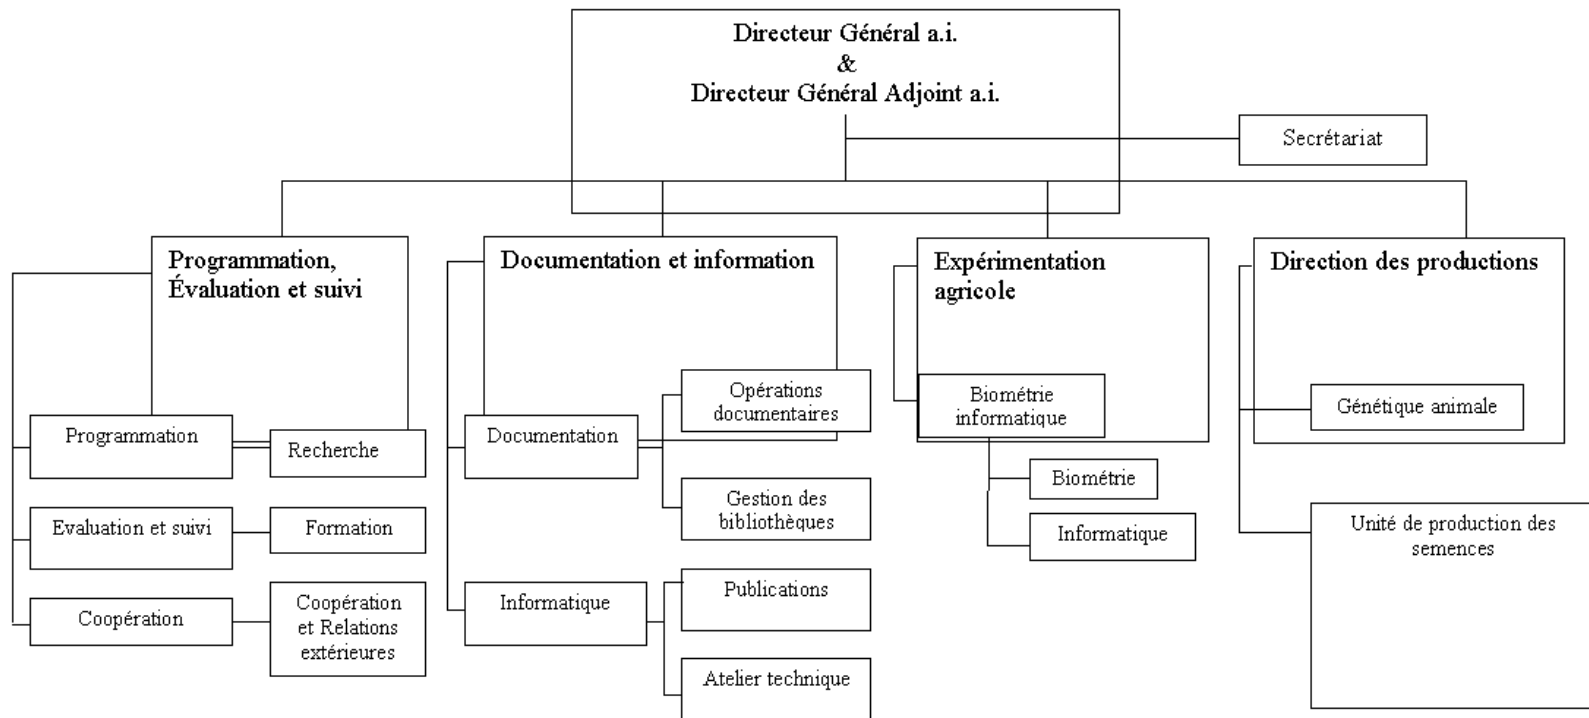 Directeur Général a.i.
&
Directeur Général Adjoint a.i.
Secrétariat
Programmation,
Évaluation et suivi
Programmation
Recherche
Evaluation et suivi
Formation
Coopération
Coopération
et Relations
extérieures
Documentation et information
Documentation
Opérations
documentaires
Gestion des
bibliothèques
Informatique
Publications
Atelier technique
Expérimentation
agricole
Biométrie
informatique
Biométrie
Informatique
Direction des productions
Génétique animale
Unité de production des
semences